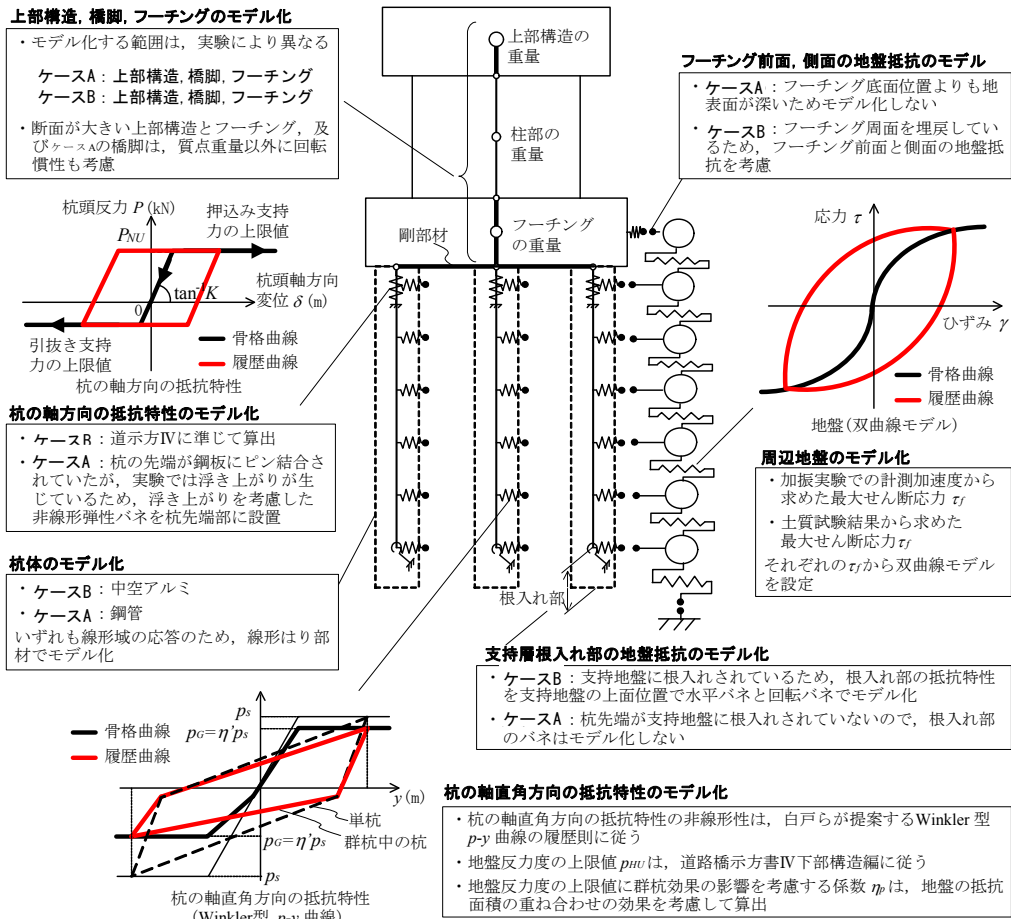 上部構造, 橋脚, フーチングのモデル化
・モデル化する範囲は，実験により異なる
ケースA：上部構造, 橋脚, フーチング
ケースB：上部構造, 橋脚, フーチング
・断面が大きい上部構造とフーチング，及
びケースAの橋脚は，質点重量以外に回転
慣性も考慮
上部構造の
重量
柱部の
重量
フーチング
の重量
剛部材
フーチング前面, 側面の地盤抵抗のモデル
・ケースA：フーチング底面位置よりも地
表面が深いためモデル化しない
・ケースB：フーチング周面を埋戻してい
るため，フーチング前面と側面の地盤抵
抗を考慮
杭頭反力 P (kN)
押込み支持
力の上限値
PNU
杭頭軸方向
変位 δ (m)
tan⁻¹K
0
引抜き支持
力の上限値
骨格曲線
履歴曲線
杭の軸方向の抵抗特性
応力 τ
ひずみ γ
骨格曲線
履歴曲線
地盤(双曲線モデル)
杭の軸方向の抵抗特性のモデル化
・ケースB：道示方Ⅳに準じて算出
・ケースA：杭の先端が鋼板にピン結合さ
れていたが，実験では浮き上がりが生
じているため，浮き上がりを考慮した
非線形弾性バネを杭先端部に設置
周辺地盤のモデル化
・加振実験での計測加速度から
求めた最大せん断応力 τf
・土質試験結果から求めた
最大せん断応力τf
それぞれのτfから双曲線モデル
を設定
杭体のモデル化
・ケースB：中空アルミ
・ケースA：鋼管
いずれも線形域の応答のため，線形はり部
材でモデル化
根入れ部
支持層根入れ部の地盤抵抗のモデル化
・ケースB：支持地盤に根入れされているため，根入れ部の抵抗特性
を支持地盤の上面位置で水平バネと回転バネでモデル化
・ケースA：杭先端が支持地盤に根入れされていないので，根入れ部
のバネはモデル化しない
骨格曲線
履歴曲線
ps
pG=η'ps
y(m)
単杭
群杭中の杭
pG=η'ps
ps
杭の軸直角方向の抵抗特性
(Winkler型 p-y 曲線)
杭の軸直角方向の抵抗特性のモデル化
・杭の軸直角方向の抵抗特性の非線形性は，白戸らが提案するWinkler 型
p-y 曲線の履歴則に従う
・地盤反力度の上限値 pHUは，道路橋示方書Ⅳ下部構造編に従う
・地盤反力度の上限値に群杭効果の影響を考慮する係数 ηp は，地盤の抵抗
面積の重ね合わせの効果を考慮して算出